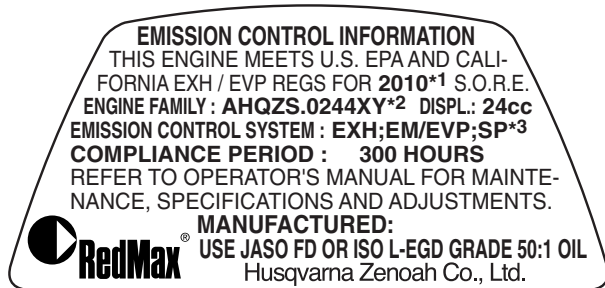 EMISSION CONTROL INFORMATION
THIS ENGINE MEETS U.S. EPA AND CALI-
FORNIA EXH / EVP REGS FOR 2010*1 S.O.R.E.
ENGINE FAMILY : AHQZS.0244XY*2 DISPL.: 24cc
EMISSION CONTROL SYSTEM : EXH;EM/EVP;SP*3
COMPLIANCE PERIOD : 300 HOURS
REFER TO OPERATOR'S MANUAL FOR MAINTE-
NANCE, SPECIFICATIONS AND ADJUSTMENTS.
MANUFACTURED:
RedMax® USE JASO FD OR ISO L-EGD GRADE 50:1 OIL
Husqvarna Zenoah Co., Ltd.